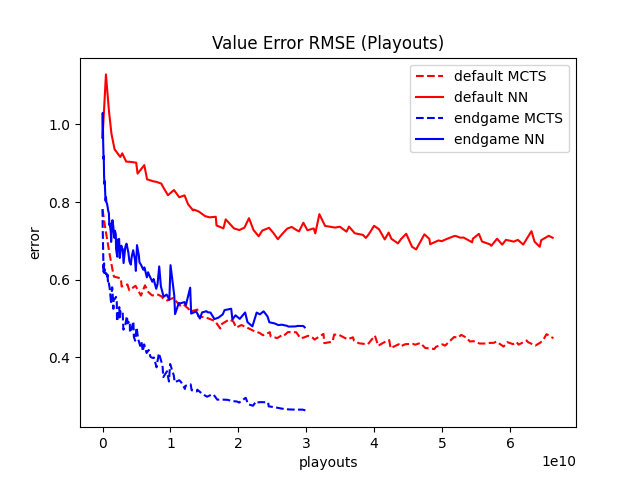 Value Error RMSE (Playouts)
default MCTS
default NN
endgame MCTS
endgame NN
1.0
0.8
0.6
0.4
error
0 1 2 3 4 5 6
1e10
playouts